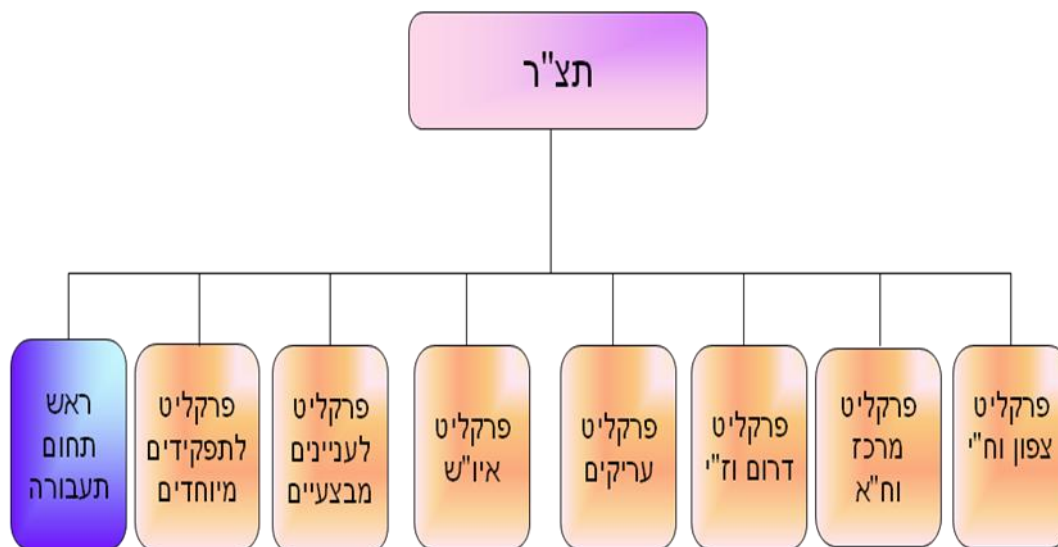 תצ"ר
פרקליט
צפון וח"י
פרקליט
מרכז
וח"א
פרקליט
דרום וז"י
פרקליט
עריקים
פרקליט
איו"ש
פרקליט
לעניינים
מבצעיים
פרקליט
לתפקידים
מיוחדים
ראש
תחום
תעבורה